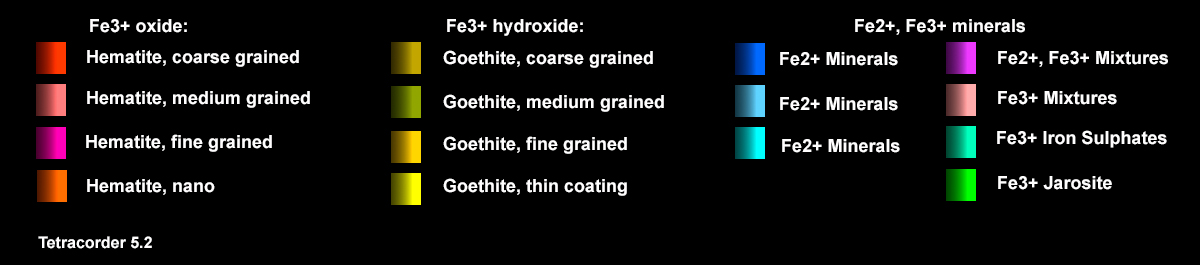 Fe3+ oxide:
Hematite, coarse grained
Hematite, medium grained
Hematite, fine grained
Hematite, nano
Fe3+ hydroxide:
Goethite, coarse grained
Goethite, medium grained
Goethite, fine grained
Goethite, thin coating
Fe2+, Fe3+ minerals
Fe2+ Minerals
Fe2+ Minerals
Fe2+ Minerals
Fe2+, Fe3+ Mixtures
Fe3+ Mixtures
Fe3+ Iron Sulphates
Fe3+ Jarosite
Tetracorder 5.2